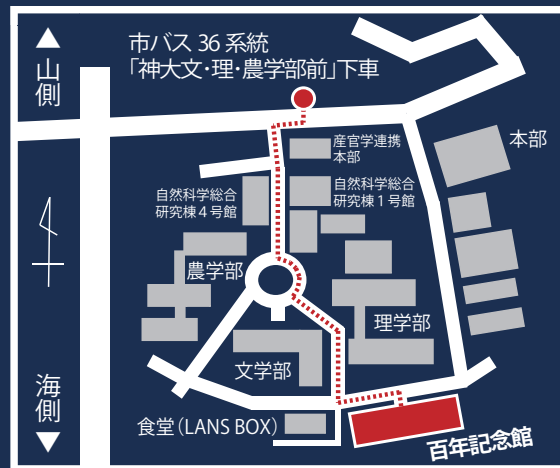 ▲
山側
市バス 36 系統
「神大文・理・農学部前」下車
産官学連携
本部
本部
自然科学総合
研究棟４号館
自然科学総合
研究棟１号館
農学部
理学部
文学部
海側
▼
食堂（LANS BOX）
百年記念館